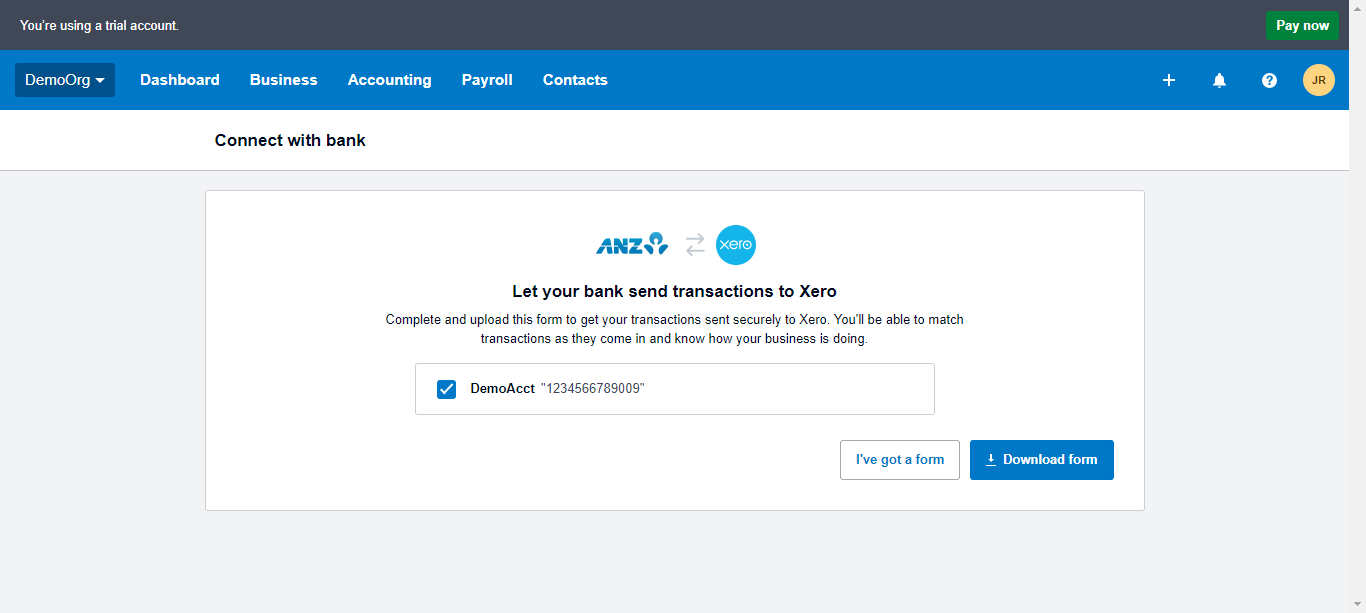 You're using a trial account.
Pay now
DemoOrg
Dashboard
Business
Accounting
Payroll
Contacts
JR
Connect with bank
ANZ
xero
Let your bank send transactions to Xero
Complete and upload this form to get your transactions sent securely to Xero. You'll be able to match
transactions as they come in and know how your business is doing.
DemoAcct "1234566789009"
I've got a form
Download form